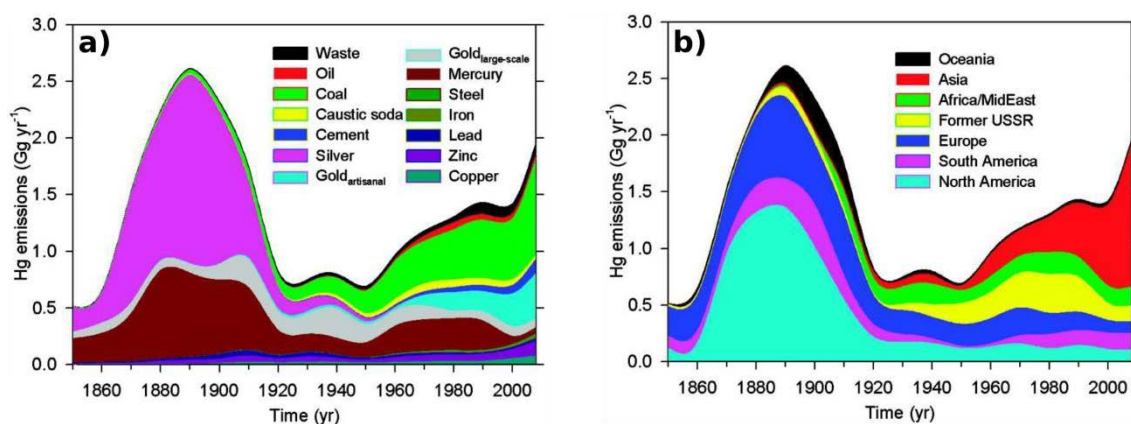 a)
Hg emissions (Gg yr-1)
3.0
2.5
2.0
1.5
1.0
0.5
0.0
Waste
Oil
Coal
Caustic soda
Cement
Silver
Goldartisanal
Goldlarge-scale
Mercury
Steel
Iron
Lead
Zinc
Copper
1860 1880 1900 1920 1940 1960 1980 2000
Time (yr)
b)
Hg emissions (Gg yr-1)
3.0
2.5
2.0
1.5
1.0
0.5
0.0
Oceania
Asia
Africa/MidEast
Former USSR
Europe
South America
North America
1860 1880 1900 1920 1940 1960 1980 2000
Time (yr)